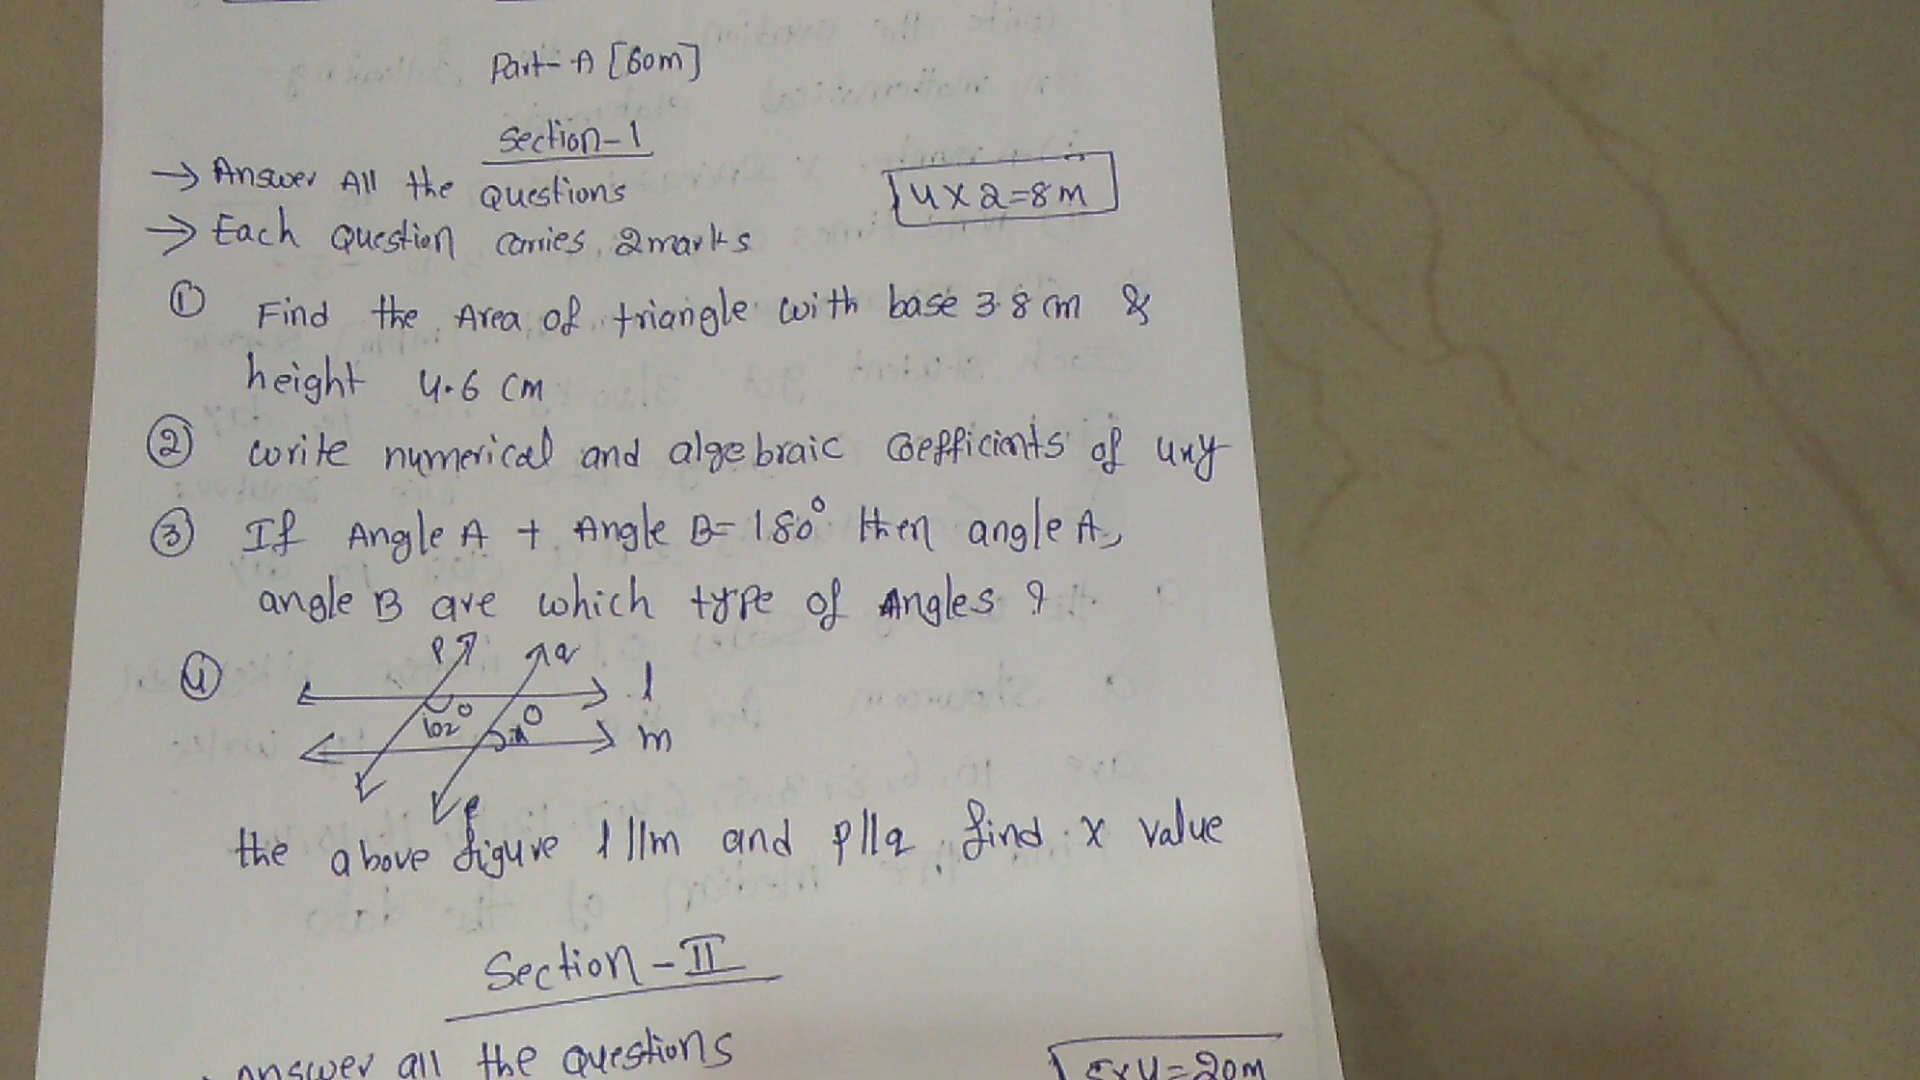 Part-A [60m]
Section-1
→ Answer All the Questions
4 x 2=8m
→ Each Question carries 2marks
① Find the Area of triangle with base 3.8 cm &
height 4.6 cm
② write numerical and algebraic coefficients of 4xy
③ If Angle A + Angle B=180° then angle A,
angle B are which type of Angles ?
④
p q l
102° x° m
the above figure l ||m and p||q find x value
Section-II
Answer all the Questions
5x4=20m